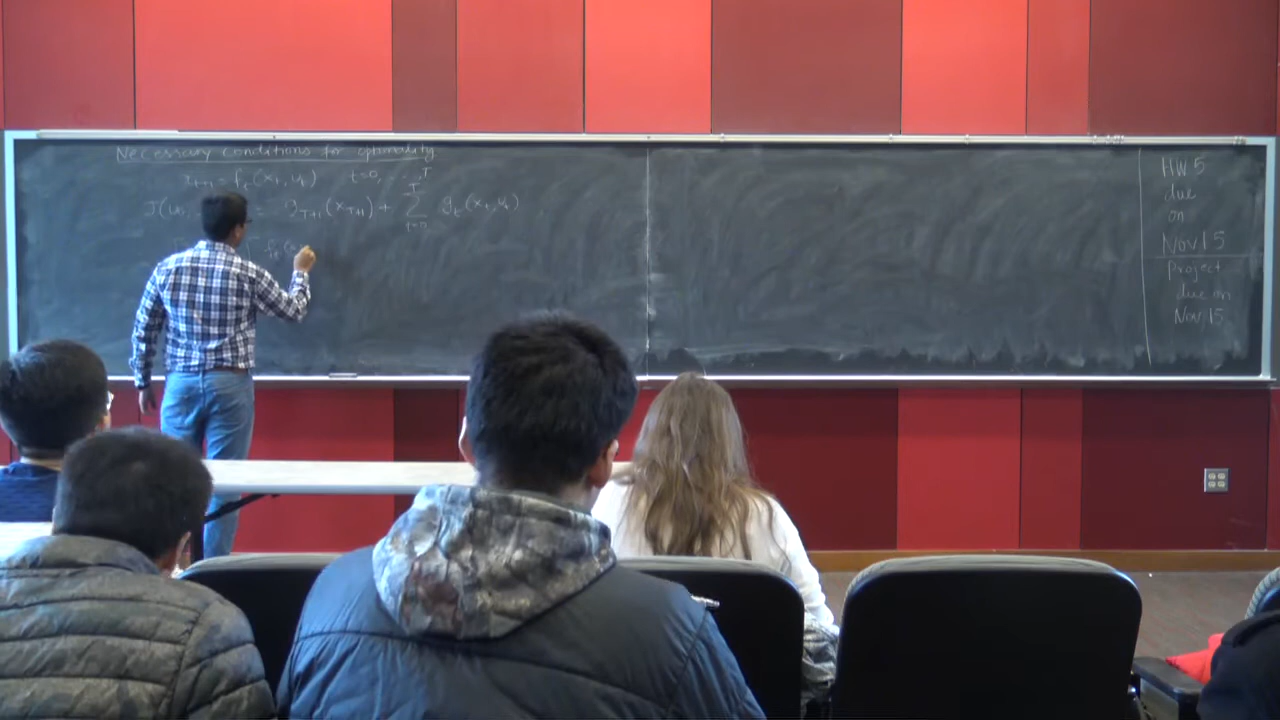 Necessary conditions for optimality
x_{t+1} = f_t(x_t, u_t) t=0, ..., T
J(u_0, = g_{T+1}(x_{T+1}) + \sum_{t=0}^{T} g_t(x_t, u_t)
HW 5
due
on
Nov 15
Project
due on
Nov 15